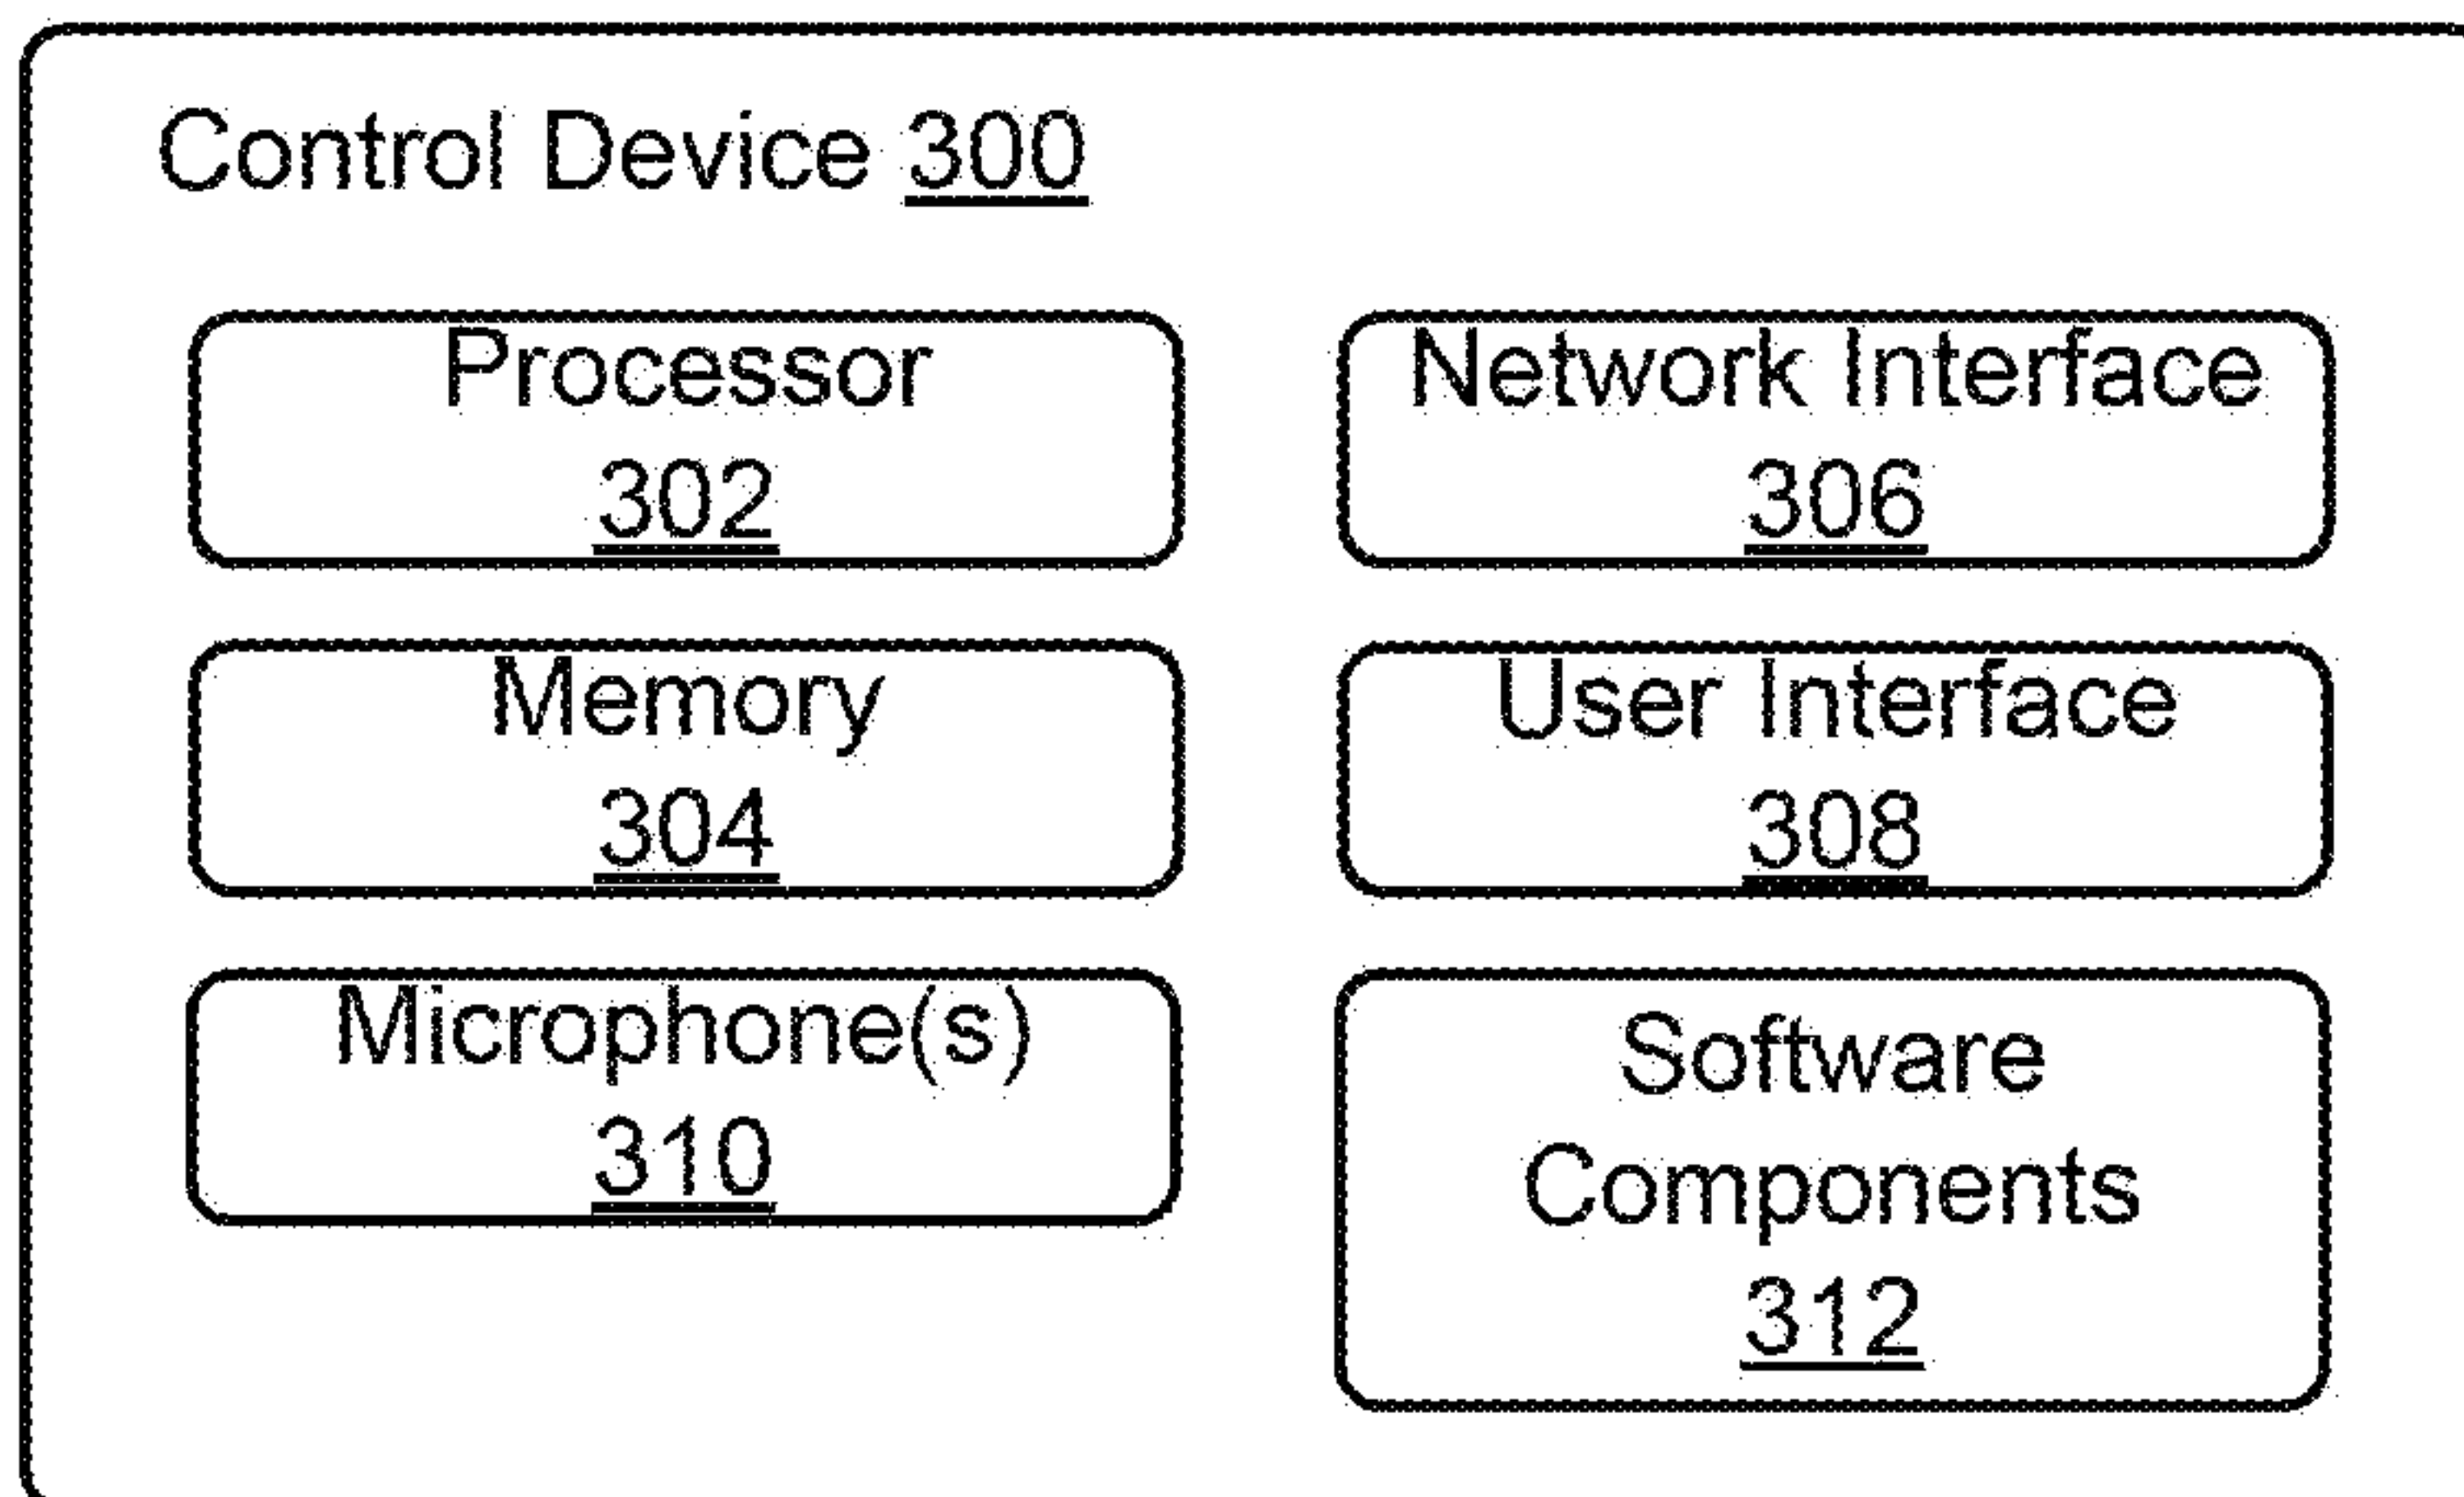 Control Device 300
Processor
302
Network Interface
306
Memory
304
User Interface
308
Microphone(s)
310
Software
Components
312